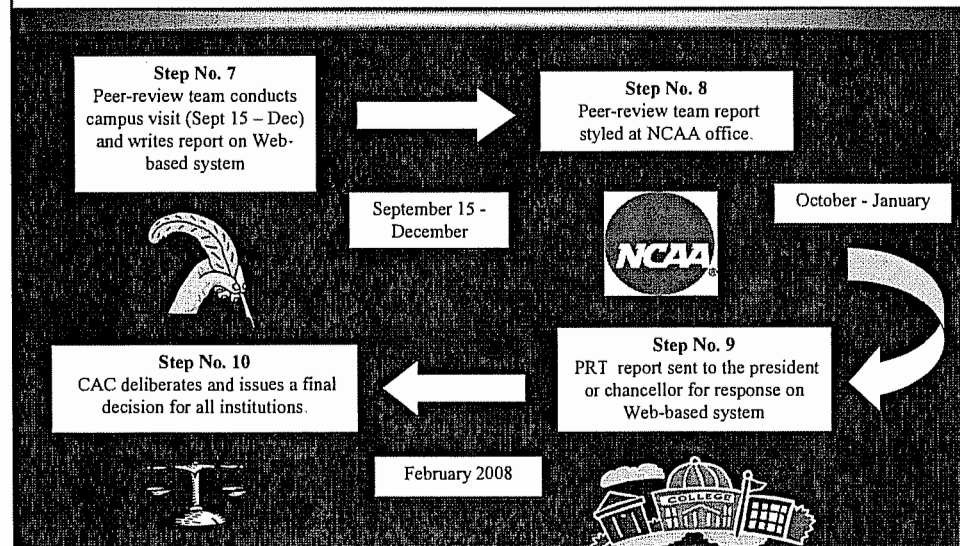 Step No. 7
Peer-review team conducts
campus visit (Sept 15 – Dec)
and writes report on Web-
based system
Step No. 8
Peer-review team report
styled at NCAA office.
September 15 -
December
October - January
NCAA®
Step No. 9
PRT report sent to the president
or chancellor for response on
Web-based system
Step No. 10
CAC deliberates and issues a final
decision for all institutions.
February 2008
COLLEGE